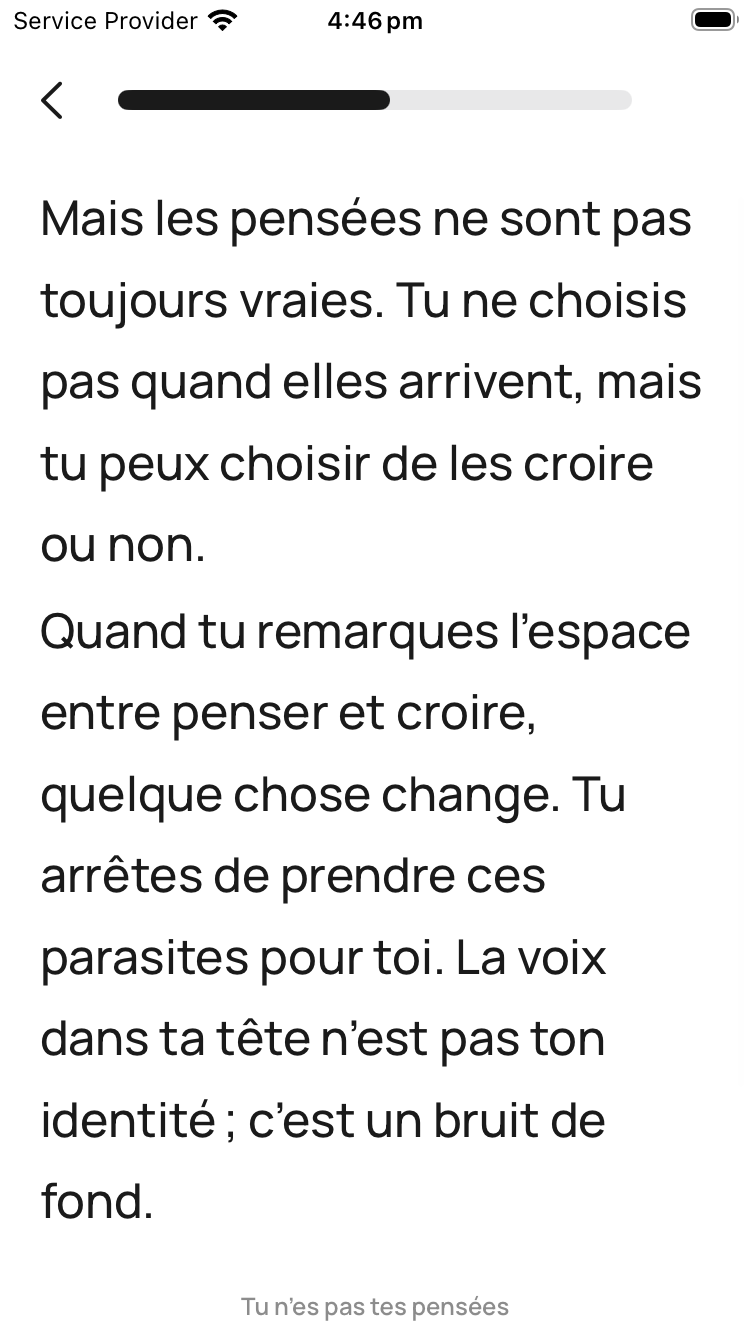 Service Provider 4:46 pm
Mais les pensées ne sont pas
toujours vraies. Tu ne choisis
pas quand elles arrivent, mais
tu peux choisir de les croire
ou non.
Quand tu remarques l’espace
entre penser et croire,
quelque chose change. Tu
arrêtes de prendre ces
parasites pour toi. La voix
dans ta tête n’est pas ton
identité ; c’est un bruit de
fond.
Tu n’es pas tes pensées